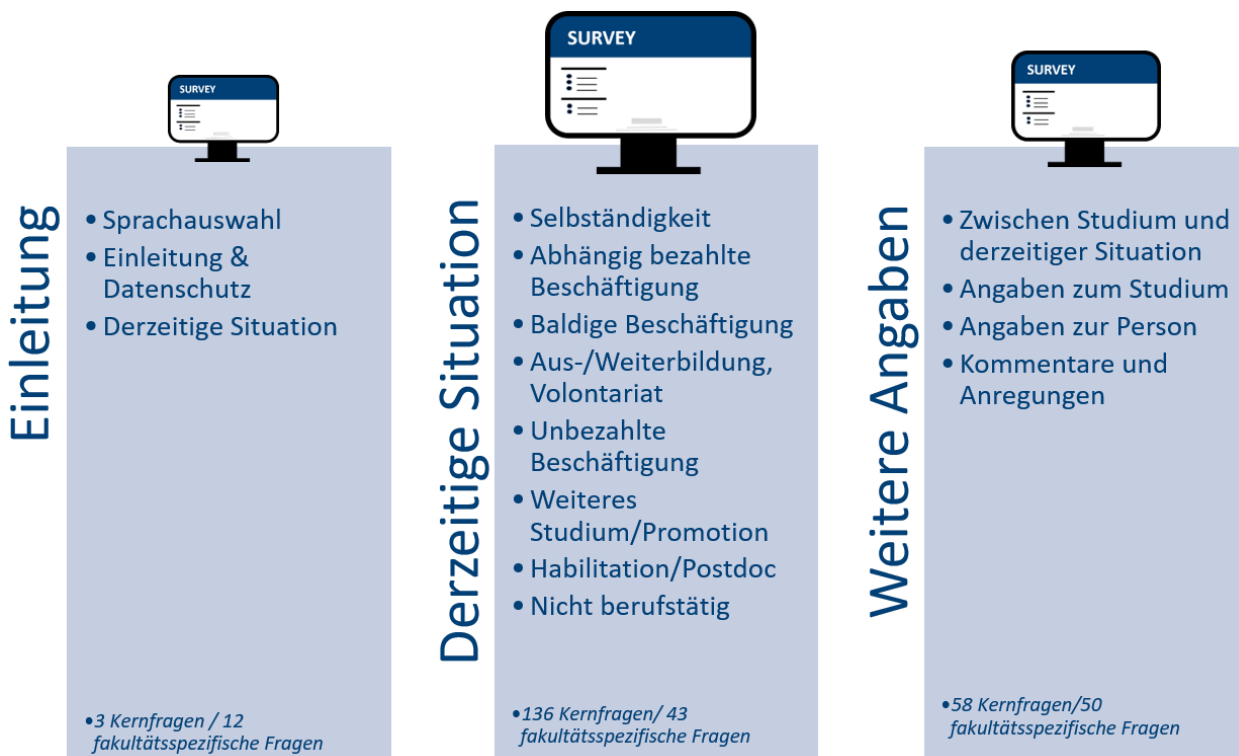 SURVEY
Einleitung
• Sprachauswahl
• Einleitung &
Datenschutz
• Derzeitige Situation
•3 Kernfragen / 12
fakultätsspezifische Fragen
SURVEY
Derzeitige Situation
• Selbständigkeit
• Abhängig bezahlte
Beschäftigung
• Baldige Beschäftigung
• Aus-/Weiterbildung,
Volontariat
• Unbezahlte
Beschäftigung
• Weiteres
Studium/Promotion
• Habilitation/Postdoc
• Nicht berufstätig
•136 Kernfragen/ 43
fakultätsspezifische Fragen
SURVEY
Weitere Angaben
• Zwischen Studium und
derzeitiger Situation
• Angaben zum Studium
• Angaben zur Person
• Kommentare und
Anregungen
•58 Kernfragen/50
fakultätsspezifische Fragen